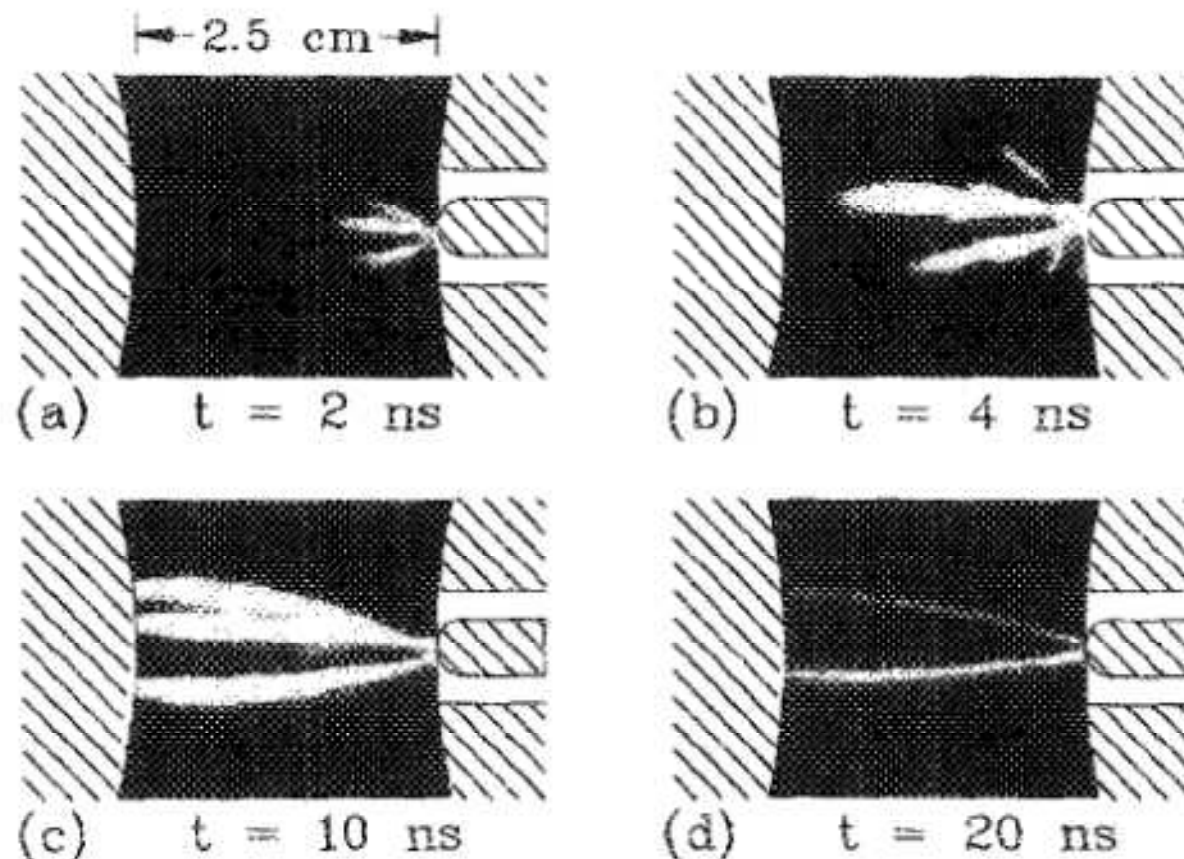 2.5 cm
(a) t = 2 ns
(b) t = 4 ns
(c) t = 10 ns
(d) t = 20 ns